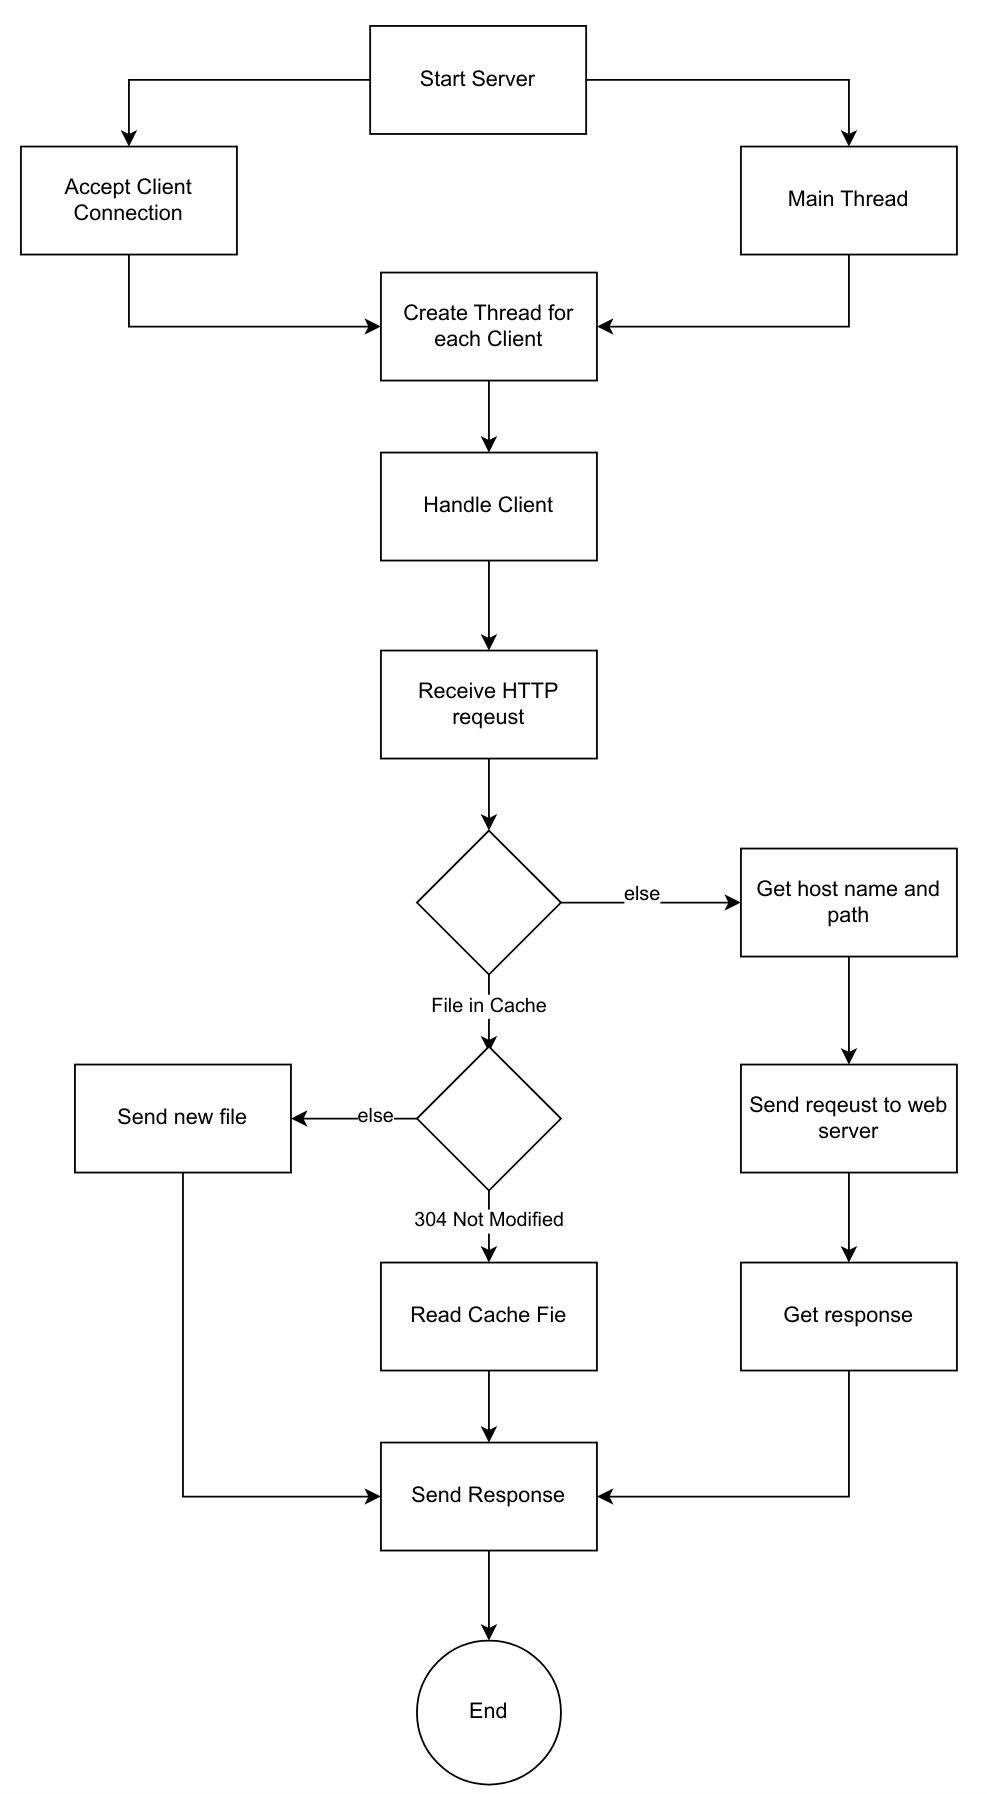 Start Server
Accept Client
Connection
Main Thread
Create Thread for
each Client
Handle Client
Receive HTTP
reqeust
else
Get host name and
path
File in Cache
Send new file
else
Send reqeust to web
server
304 Not Modified
Read Cache Fie
Get response
Send Response
End